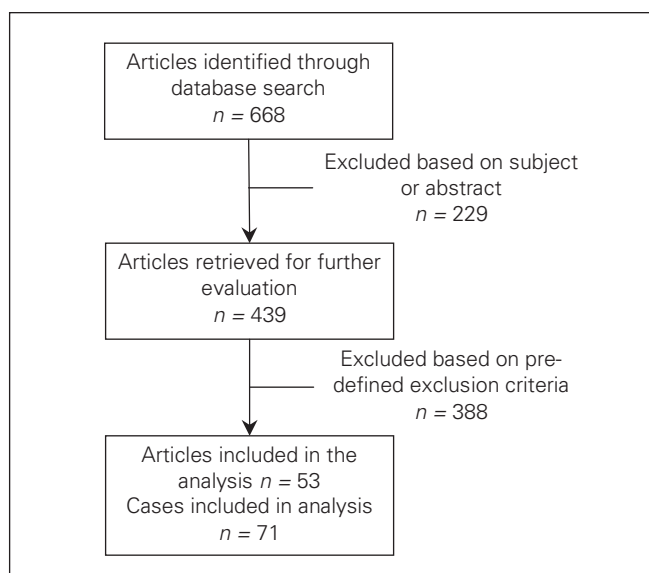 Articles identified through
database search
n = 668
Excluded based on subject
or abstract
n = 229
Articles retrieved for further
evaluation
n = 439
Excluded based on pre-
defined exclusion criteria
n = 388
Articles included in the
analysis n = 53
Cases included in analysis
n = 71